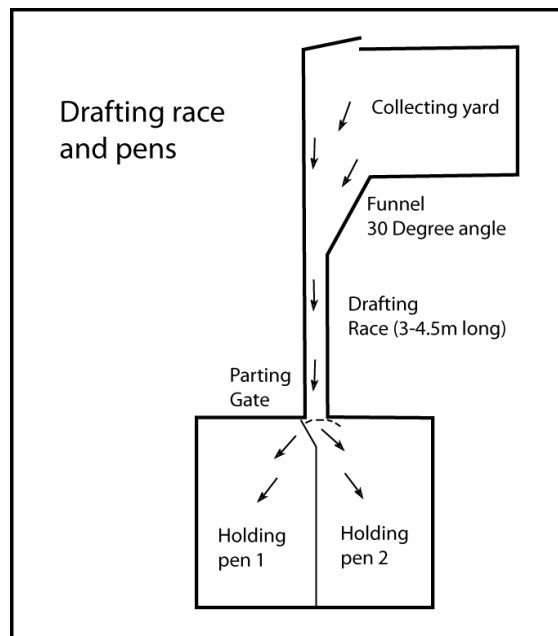 Drafting race
and pens
Collecting yard
Funnel
30 Degree angle
Drafting
Race (3-4.5m long)
Parting
Gate
Holding
pen 1
Holding
pen 2